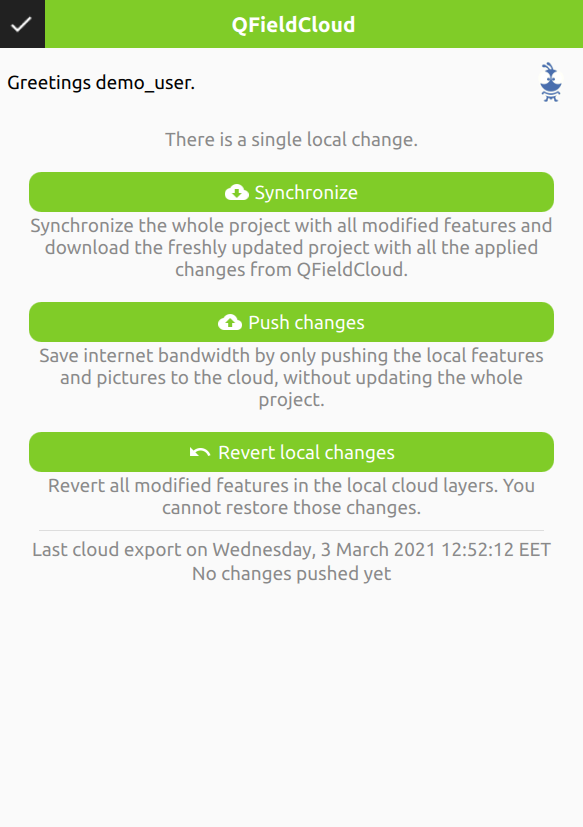 QFieldCloud
Greetings demo_user.
There is a single local change.
Synchronize
Synchronize the whole project with all modified features and
download the freshly updated project with all the applied
changes from QFieldCloud.
Push changes
Save internet bandwidth by only pushing the local features
and pictures to the cloud, without updating the whole
project.
Revert local changes
Revert all modified features in the local cloud layers. You
cannot restore those changes.
Last cloud export on Wednesday, 3 March 2021 12:52:12 EET
No changes pushed yet